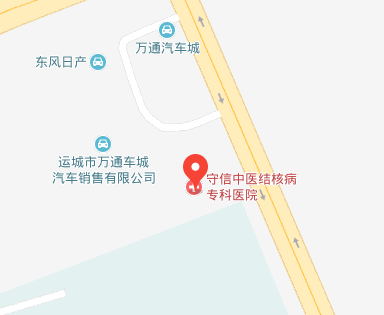 万通汽车城
东风日产
运城市万通车城
汽车销售有限公司
守信中医结核病
专科医院